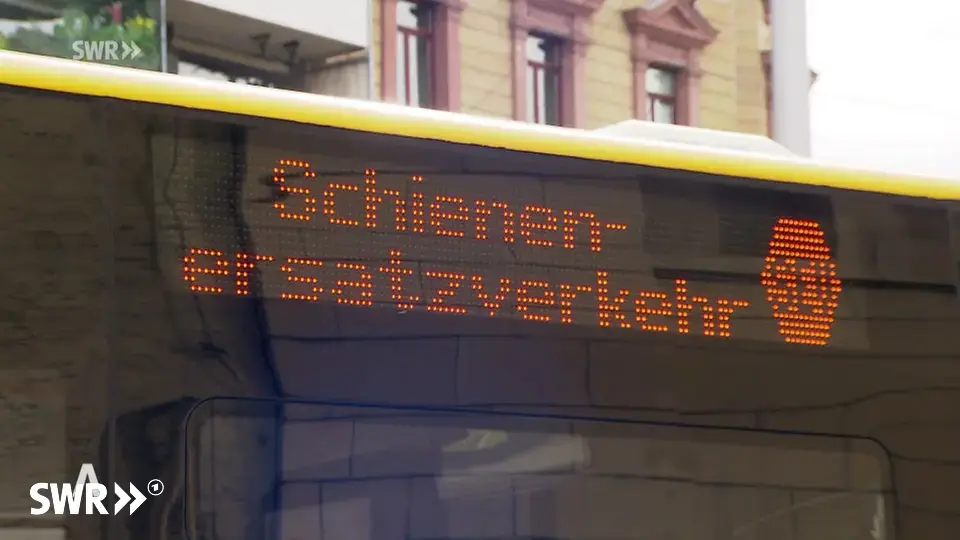 SWR»
Schienen-
ersatzverkehr
SWR»